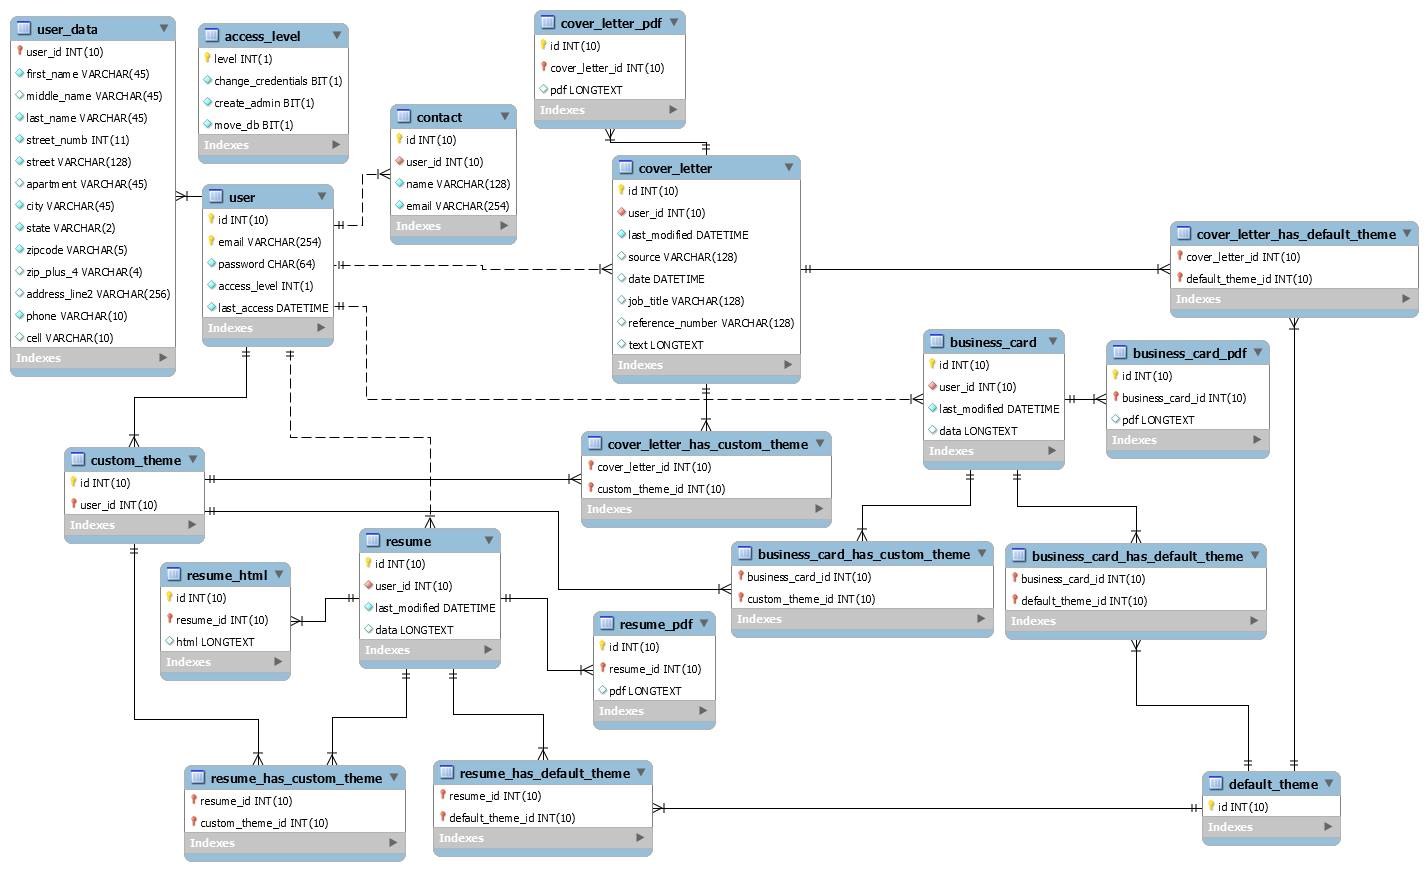 user_data
user_id INT(10)
first_name VARCHAR(45)
middle_name VARCHAR(45)
last_name VARCHAR(45)
street_numb INT(11)
street VARCHAR(128)
apartment VARCHAR(45)
city VARCHAR(45)
state VARCHAR(2)
zipcode VARCHAR(5)
zip_plus_4 VARCHAR(4)
address_line2 VARCHAR(256)
phone VARCHAR(10)
cell VARCHAR(10)
Indexes
access_level
level INT(1)
change_credentials BIT(1)
create_admin BIT(1)
move_db BIT(1)
Indexes
user
id INT(10)
email VARCHAR(254)
password CHAR(64)
access_level INT(1)
last_access DATETIME
Indexes
contact
id INT(10)
user_id INT(10)
name VARCHAR(128)
email VARCHAR(254)
Indexes
cover_letter_pdf
id INT(10)
cover_letter_id INT(10)
pdf LONGTEXT
Indexes
cover_letter
id INT(10)
user_id INT(10)
last_modified DATETIME
source VARCHAR(128)
date DATETIME
job_title VARCHAR(128)
reference_number VARCHAR(128)
text LONGTEXT
Indexes
cover_letter_has_default_theme
cover_letter_id INT(10)
default_theme_id INT(10)
Indexes
business_card
id INT(10)
user_id INT(10)
last_modified DATETIME
data LONGTEXT
Indexes
business_card_pdf
id INT(10)
business_card_id INT(10)
pdf LONGTEXT
Indexes
custom_theme
id INT(10)
user_id INT(10)
Indexes
cover_letter_has_custom_theme
cover_letter_id INT(10)
custom_theme_id INT(10)
Indexes
resume_html
id INT(10)
resume_id INT(10)
html LONGTEXT
Indexes
resume
id INT(10)
user_id INT(10)
last_modified DATETIME
data LONGTEXT
Indexes
resume_pdf
id INT(10)
resume_id INT(10)
pdf LONGTEXT
Indexes
business_card_has_custom_theme
business_card_id INT(10)
custom_theme_id INT(10)
Indexes
business_card_has_default_theme
business_card_id INT(10)
default_theme_id INT(10)
Indexes
resume_has_custom_theme
resume_id INT(10)
custom_theme_id INT(10)
Indexes
resume_has_default_theme
resume_id INT(10)
default_theme_id INT(10)
Indexes
default_theme
id INT(10)
Indexes